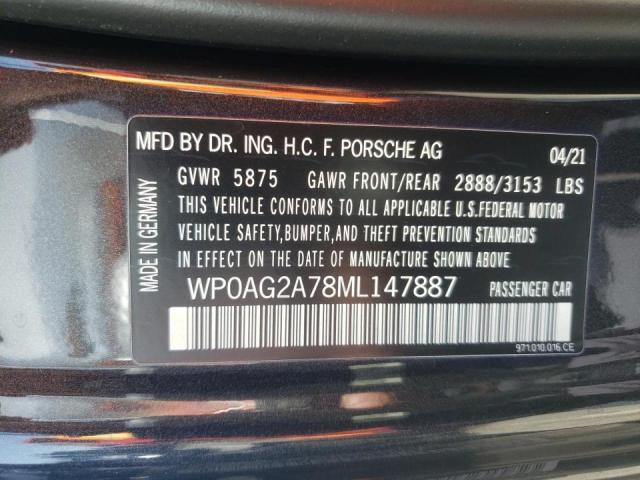 MFD BY DR. ING. H.C. F. PORSCHE AG 04/21
GVWR 5875 GAWR FRONT/REAR 2888/3153 LBS
THIS VEHICLE CONFORMS TO ALL APPLICABLE U.S.FEDERAL MOTOR
VEHICLE SAFETY,BUMPER,AND THEFT PREVENTION STANDARDS
IN EFFECT ON THE DATE OF MANUFACTURE SHOWN ABOVE
WP0AG2A78ML147887 PASSENGER CAR
971.010.016.CE
MADE IN GERMANY